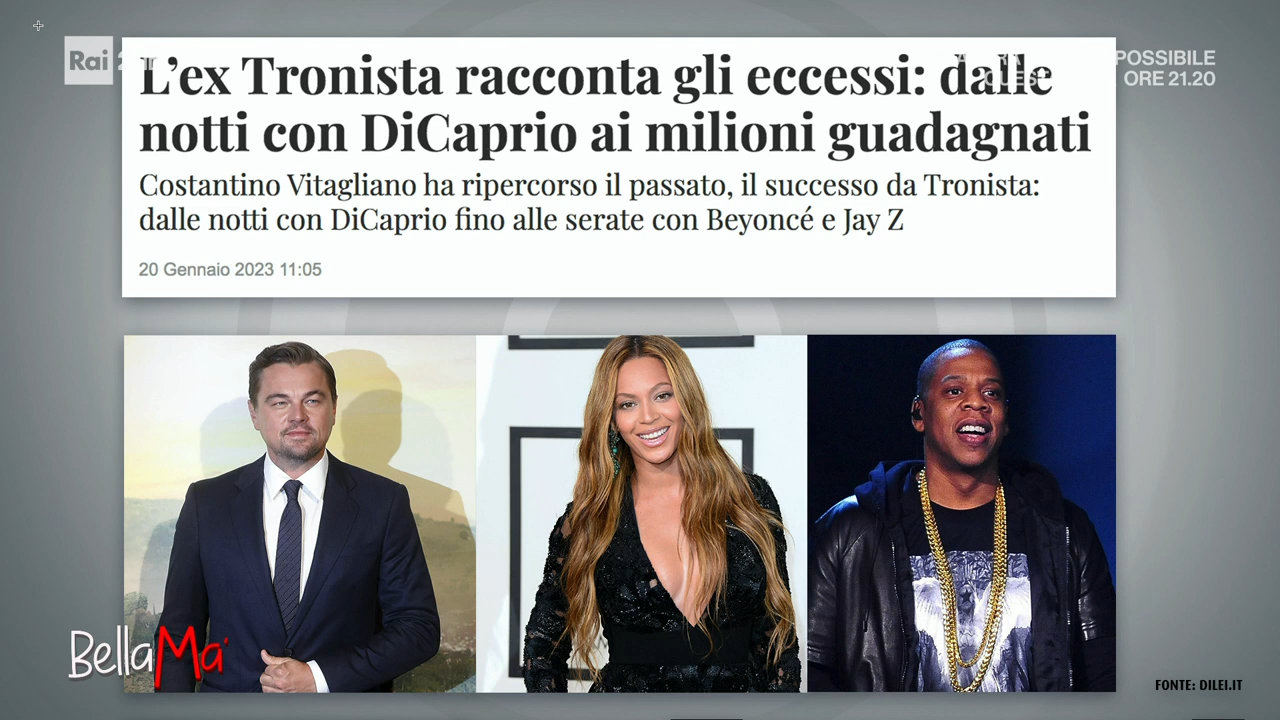 Rai 2
POSSIBILE
ORE 21.20
L'ex Tronista racconta gli eccessi: dalle
notti con DiCaprio ai milioni guadagnati
Costantino Vitagliano ha ripercorso il passato, il successo da Tronista:
dalle notti con DiCaprio fino alle serate con Beyoncé e Jay Z
20 Gennaio 2023 11:05
BellaMa'
FONTE: DILEI.IT